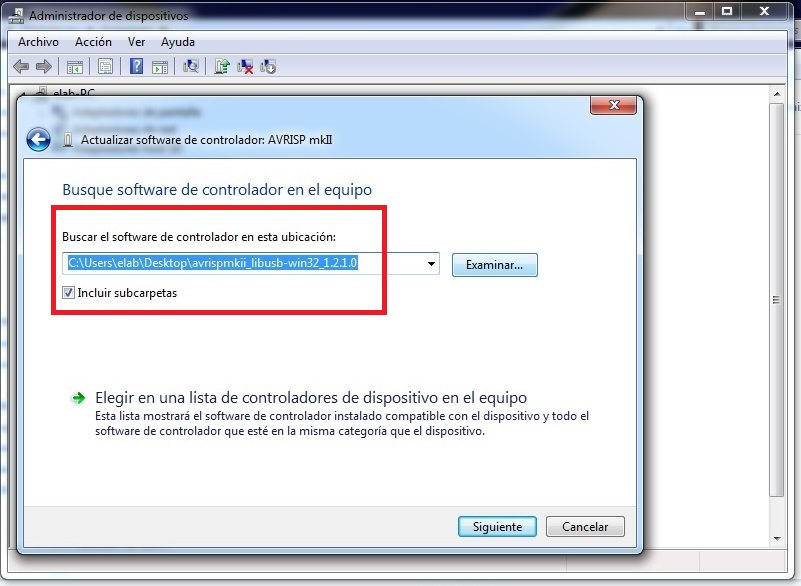 Administrador de dispositivos
Archivo Acción Ver Ayuda
elab-PC
Adaptadores de pantalla
Actualizar software de controlador: AVRISP mkII
Busque software de controlador en el equipo
Buscar el software de controlador en esta ubicación:
C:\Users\elab\Desktop\avrispmkii_libusb-win32_1.2.1.0
Examinar...
Incluir subcarpetas
Elegir en una lista de controladores de dispositivo en el equipo
Esta lista mostrará el software de controlador instalado compatible con el dispositivo y todo el
software de controlador que esté en la misma categoría que el dispositivo.
Siguiente Cancelar